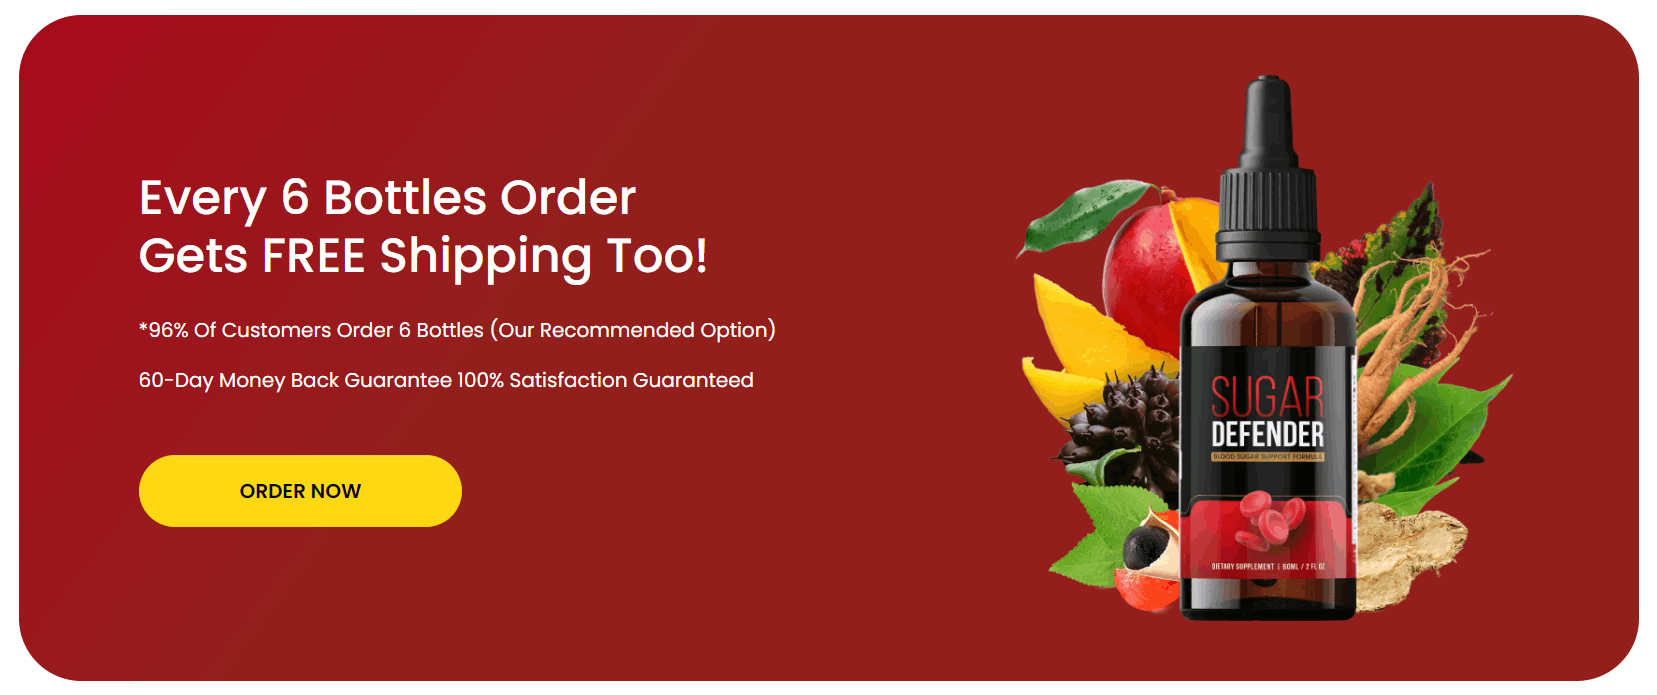 Every 6 Bottles Order
Gets FREE Shipping Too!
*96% Of Customers Order 6 Bottles (Our Recommended Option)
60-Day Money Back Guarantee 100% Satisfaction Guaranteed
ORDER NOW
SUGAR
DEFENDER
BLOOD SUGAR SUPPORT FORMULA
DIETARY SUPPLEMENT | 60ML / 2 FL OZ